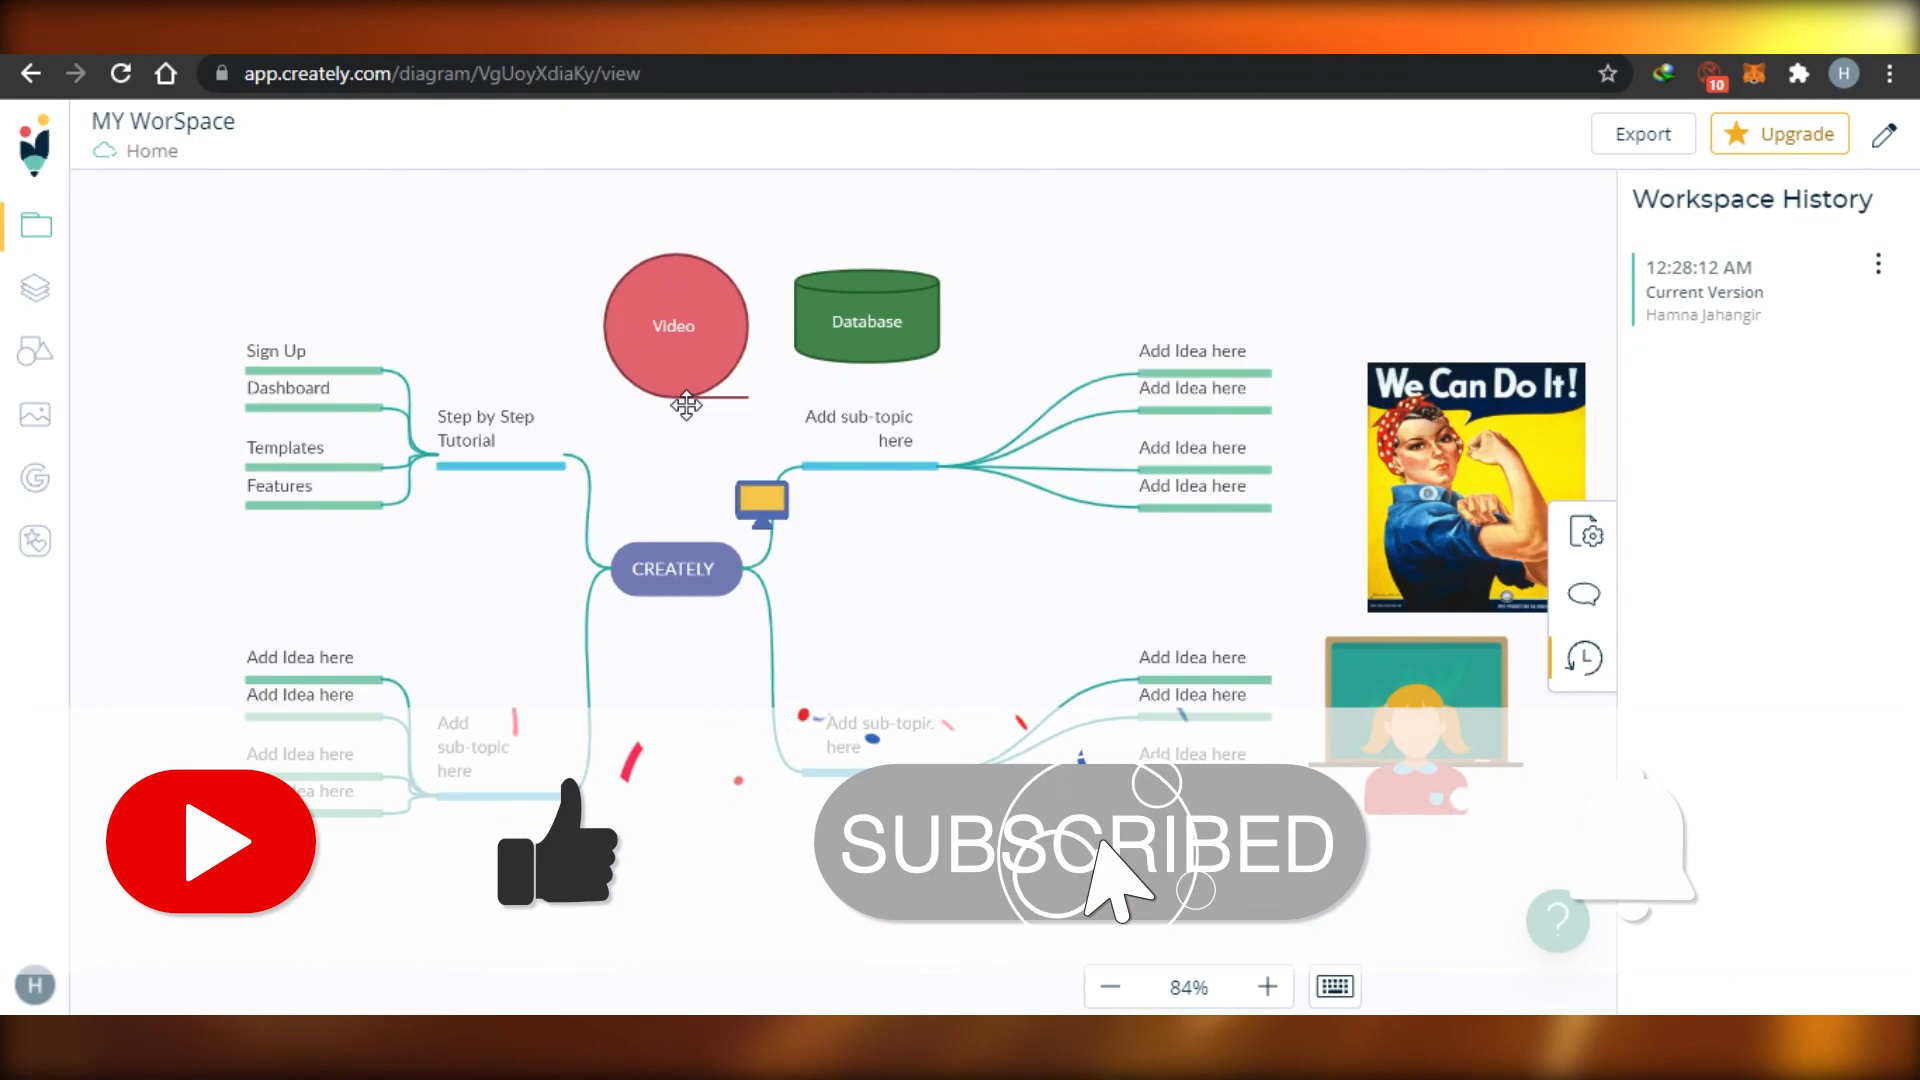 app.creately.com/diagram/VgUoyXdiaKy/view
10
H
MY WorSpace
Home
Export
Upgrade
Workspace History
12:28:12 AM
Current Version
Hamna Jahangir
Video
Database
Sign Up
Dashboard
Templates
Features
Step by Step
Tutorial
Add sub-topic
here
Add Idea here
Add Idea here
Add Idea here
Add Idea here
We Can Do It!
CREATELY
Add Idea here
Add Idea here
Add Idea here
ea here
Add
sub-topic
here
Add sub-topic
here
Add Idea here
Add Idea here
Add Idea here
SUBSCRIBED
?
H
84%